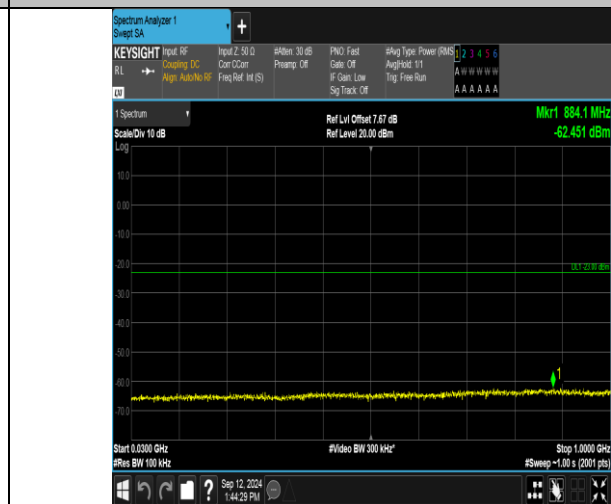 Spectrum Analyzer 1
Swept SA
+
KEYSIGHT
RL
LXI
Input: RF
Coupling: DC
Align: Auto/No RF
Input Z: 50 Ω
Corr CCorr
Freq Ref: Int (S)
#Atten: 30 dB
Preamp: Off
PNO: Fast
Gate: Off
IF Gain: Low
Sig Track: Off
#Avg Type: Power (RMS
Avg|Hold: 1/1
Trig: Free Run
1 2 3 4 5 6
A W W W W W
A A A A A A
1 Spectrum
Scale/Div 10 dB
Log
Ref Lvl Offset 7.67 dB
Ref Level 20.00 dBm
Mkr1 884.1 MHz
-62.451 dBm
10.0
0.00
-10.0
-20.0
DL1 -23.00 dBm
-30.0
-40.0
-50.0
-60.0
1
-70.0
Start 0.0300 GHz
#Res BW 100 kHz
#Video BW 300 kHz*
Stop 1.0000 GHz
#Sweep ~1.00 s (2001 pts)
?
Sep 12, 2024
1:44:29 PM